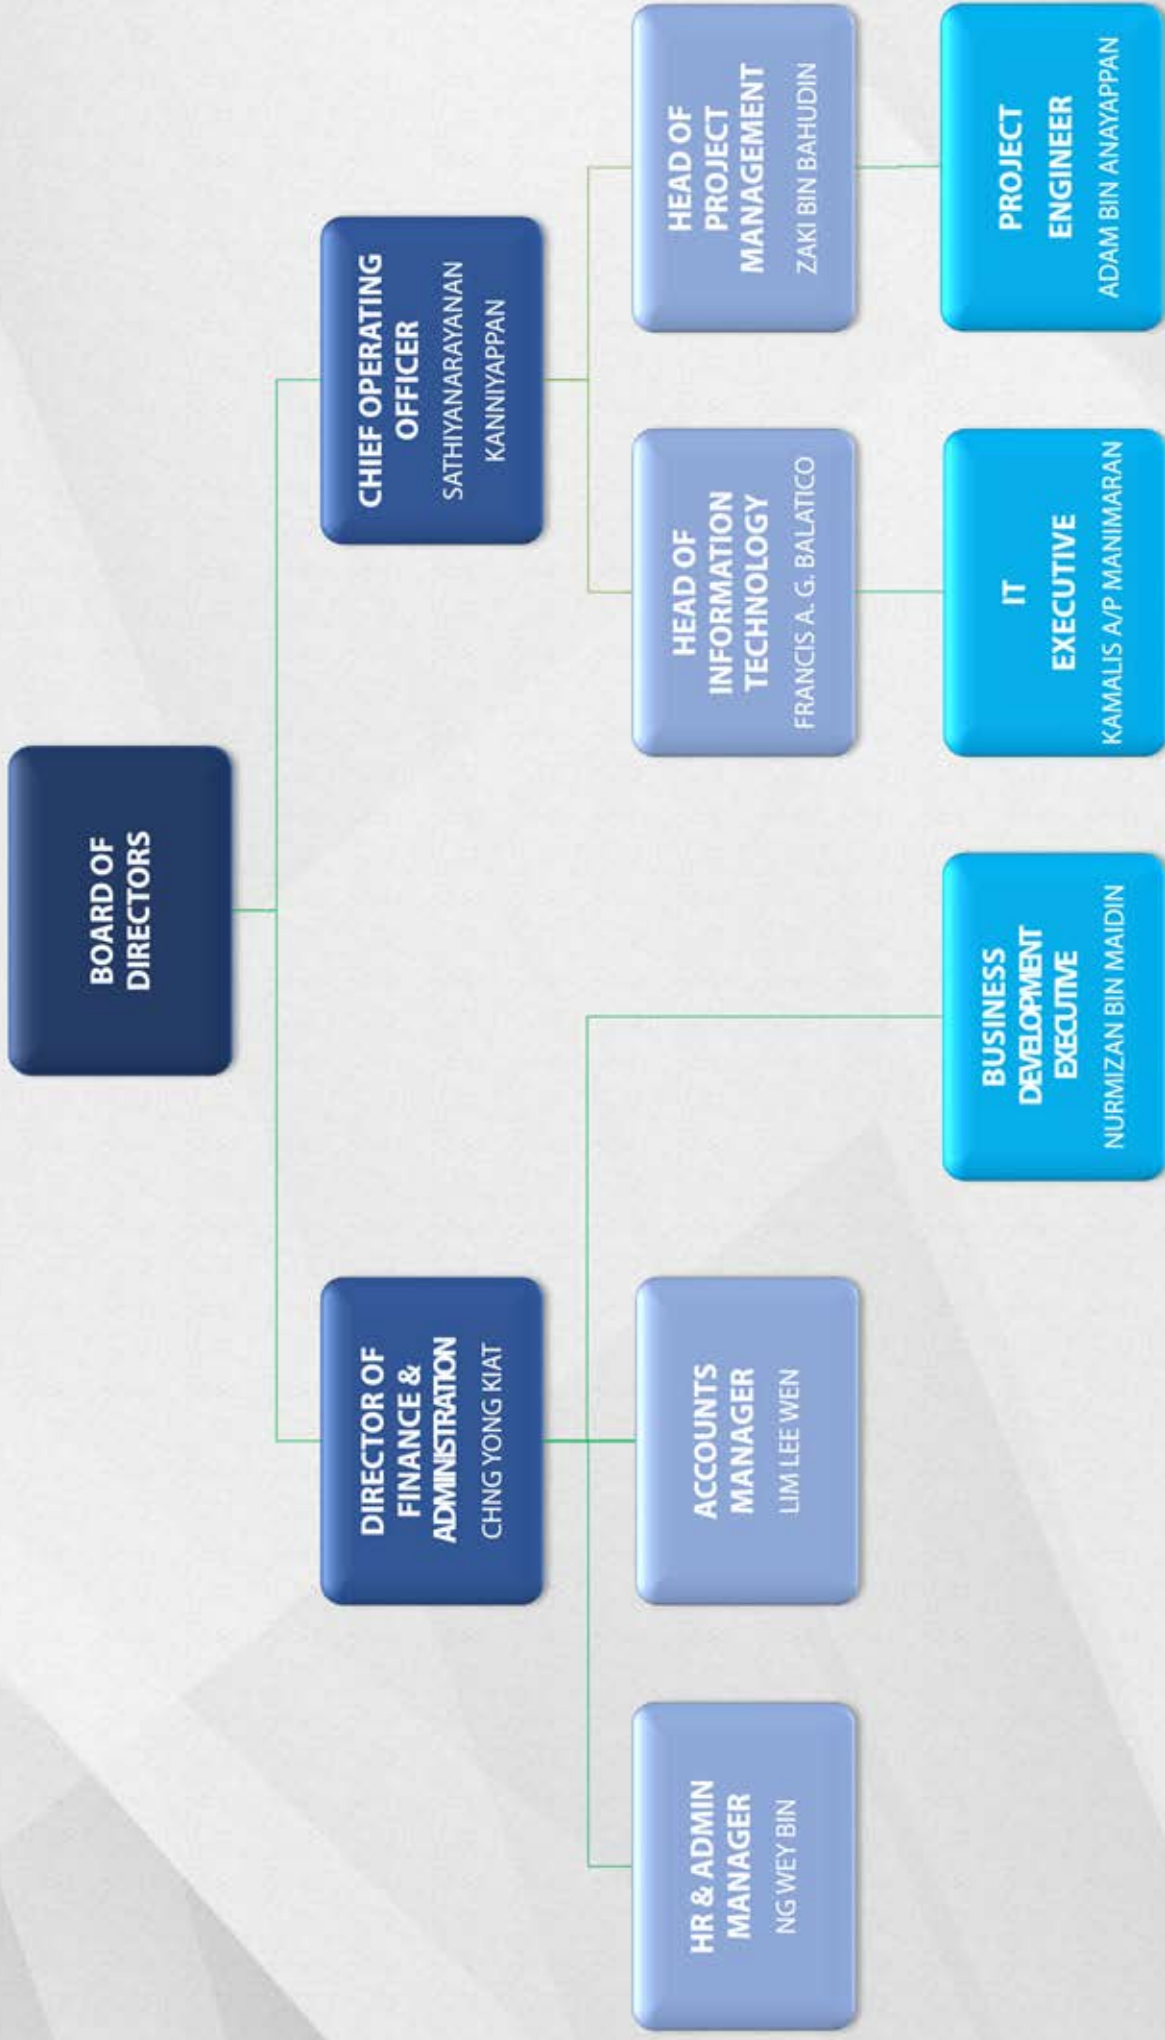 BOARD OF
DIRECTORS
DIRECTOR OF
FINANCE &
ADMINISTRATION
CHNG YONG KIAT
CHIEF OPERATING
OFFICER
SATHIYANARAYANAN
KANNIYAPPAN
HR & ADMIN
MANAGER
NG WEY BIN
ACCOUNTS
MANAGER
LIM LEE WEN
HEAD OF
INFORMATION
TECHNOLOGY
FRANCIS A. G. BALATICO
HEAD OF
PROJECT
MANAGEMENT
ZAKI BIN BAHUDIN
BUSINESS
DEVELOPMENT
EXECUTIVE
NURMIZAN BIN MAIDIN
IT
EXECUTIVE
KAMALIS A/P MANIMARAN
PROJECT
ENGINEER
ADAM BIN ANAYAPPAN